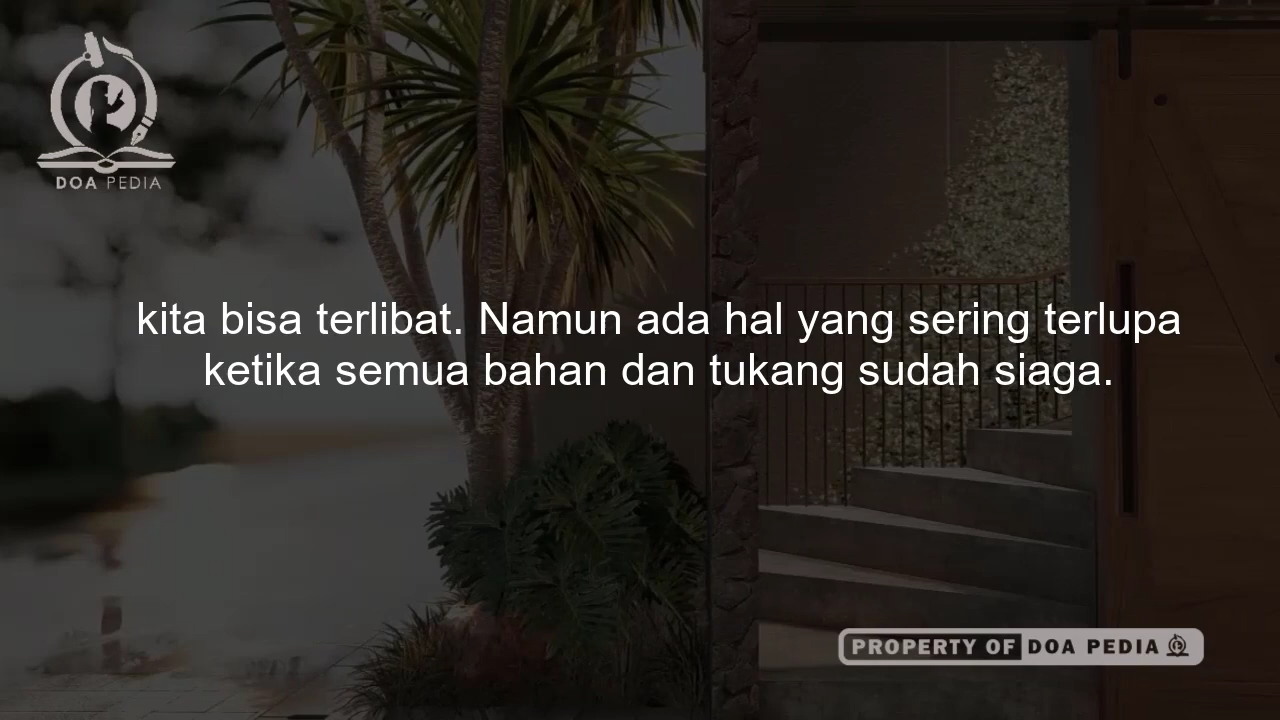 DOA PEDIA
kita bisa terlibat. Namun ada hal yang sering terlupa
ketika semua bahan dan tukang sudah siaga.
PROPERTY OF DOA PEDIA